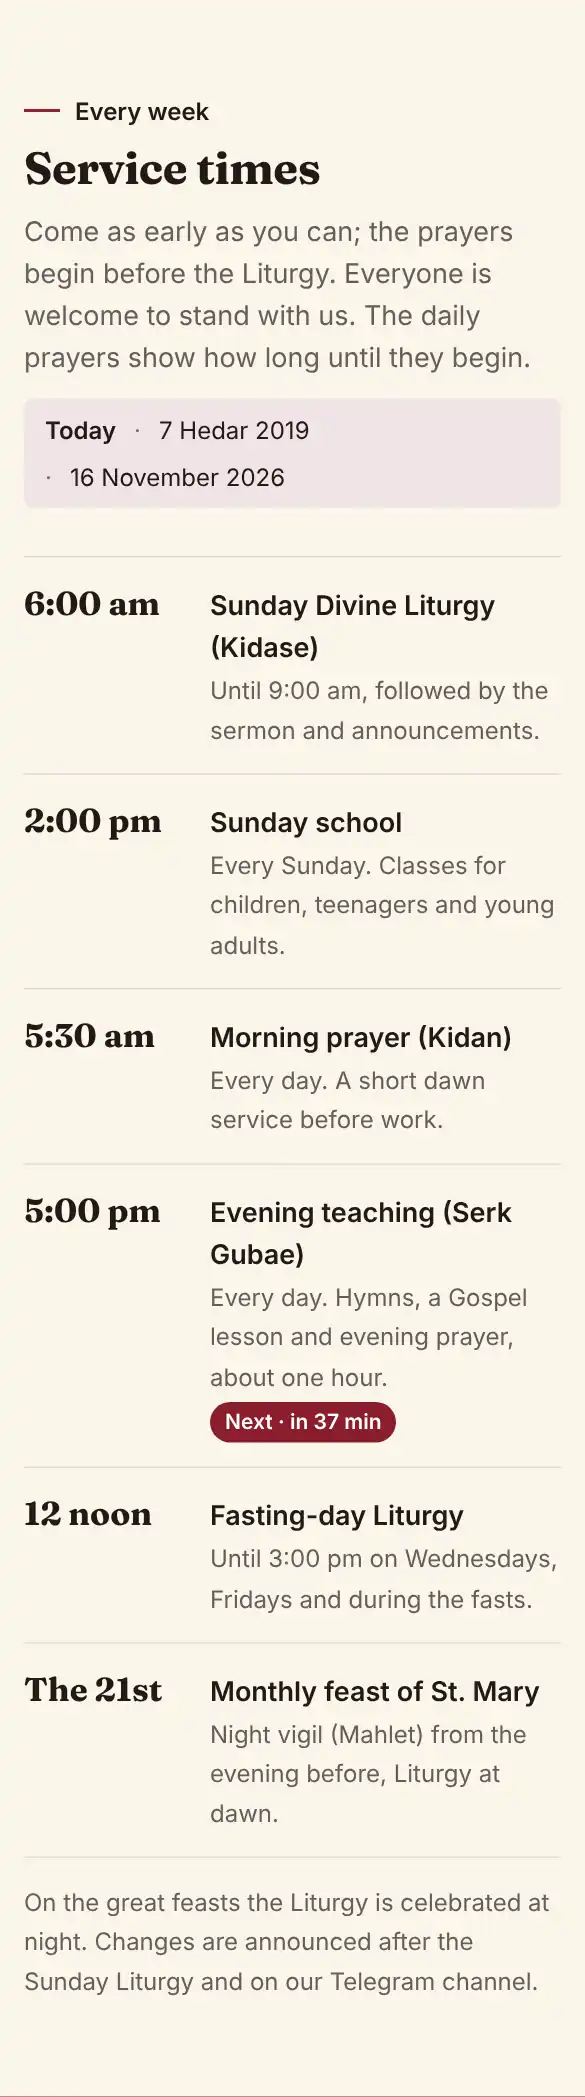 Every week
Service times
Come as early as you can; the prayers
begin before the Liturgy. Everyone is
welcome to stand with us. The daily
prayers show how long until they begin.
Today · 7 Hedar 2019
· 16 November 2026
6:00 am
Sunday Divine Liturgy
(Kidase)
Until 9:00 am, followed by the
sermon and announcements.
2:00 pm
Sunday school
Every Sunday. Classes for
children, teenagers and young
adults.
5:30 am
Morning prayer (Kidan)
Every day. A short dawn
service before work.
5:00 pm
Evening teaching (Serk
Gubae)
Every day. Hymns, a Gospel
lesson and evening prayer,
about one hour.
Next · in 37 min
12 noon
Fasting-day Liturgy
Until 3:00 pm on Wednesdays,
Fridays and during the fasts.
The 21st
Monthly feast of St. Mary
Night vigil (Mahlet) from the
evening before, Liturgy at
dawn.
On the great feasts the Liturgy is celebrated at
night. Changes are announced after the
Sunday Liturgy and on our Telegram channel.